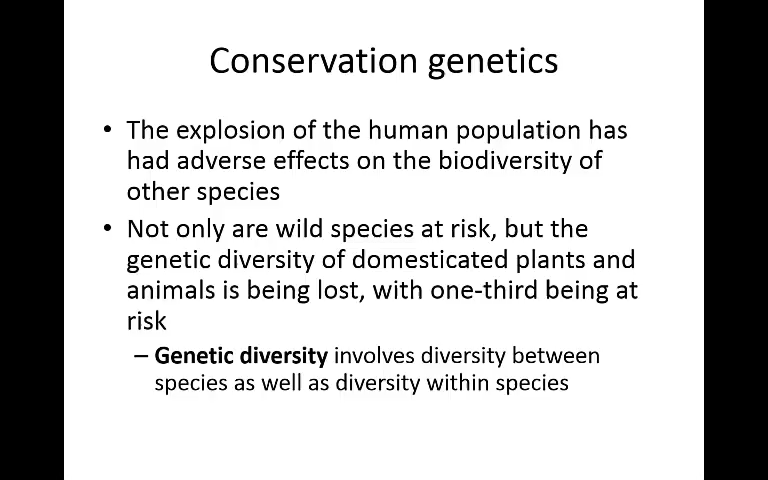 Conservation genetics
• The explosion of the human population has
had adverse effects on the biodiversity of
other species
• Not only are wild species at risk, but the
genetic diversity of domesticated plants and
animals is being lost, with one-third being at
risk
– Genetic diversity involves diversity between
species as well as diversity within species